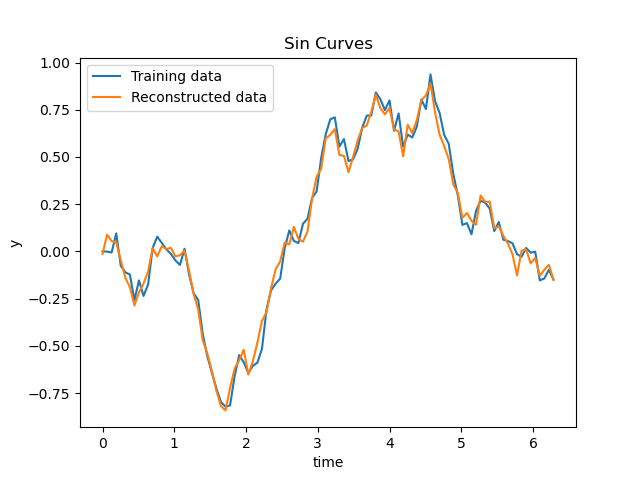 Sin Curves
Training data
Reconstructed data
1.00
0.75
0.50
0.25
0.00
−0.25
−0.50
−0.75
y
0 1 2 3 4 5 6
time